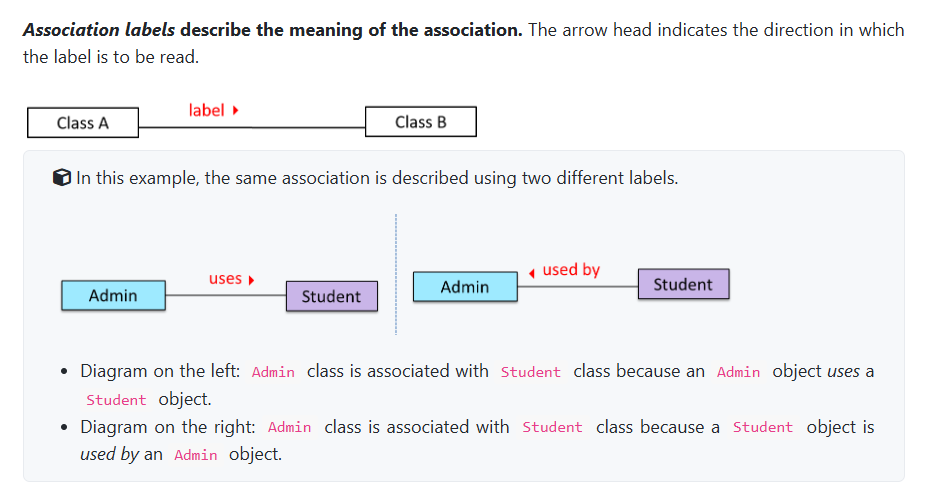 Association labels describe the meaning of the association. The arrow head indicates the direction in which
the label is to be read.
label
Class A
Class B
In this example, the same association is described using two different labels.
uses
Admin
Student
used by
Admin
Student
• Diagram on the left: Admin class is associated with Student class because an Admin object uses a
Student object.
• Diagram on the right: Admin class is associated with Student class because a Student object is
used by an Admin object.